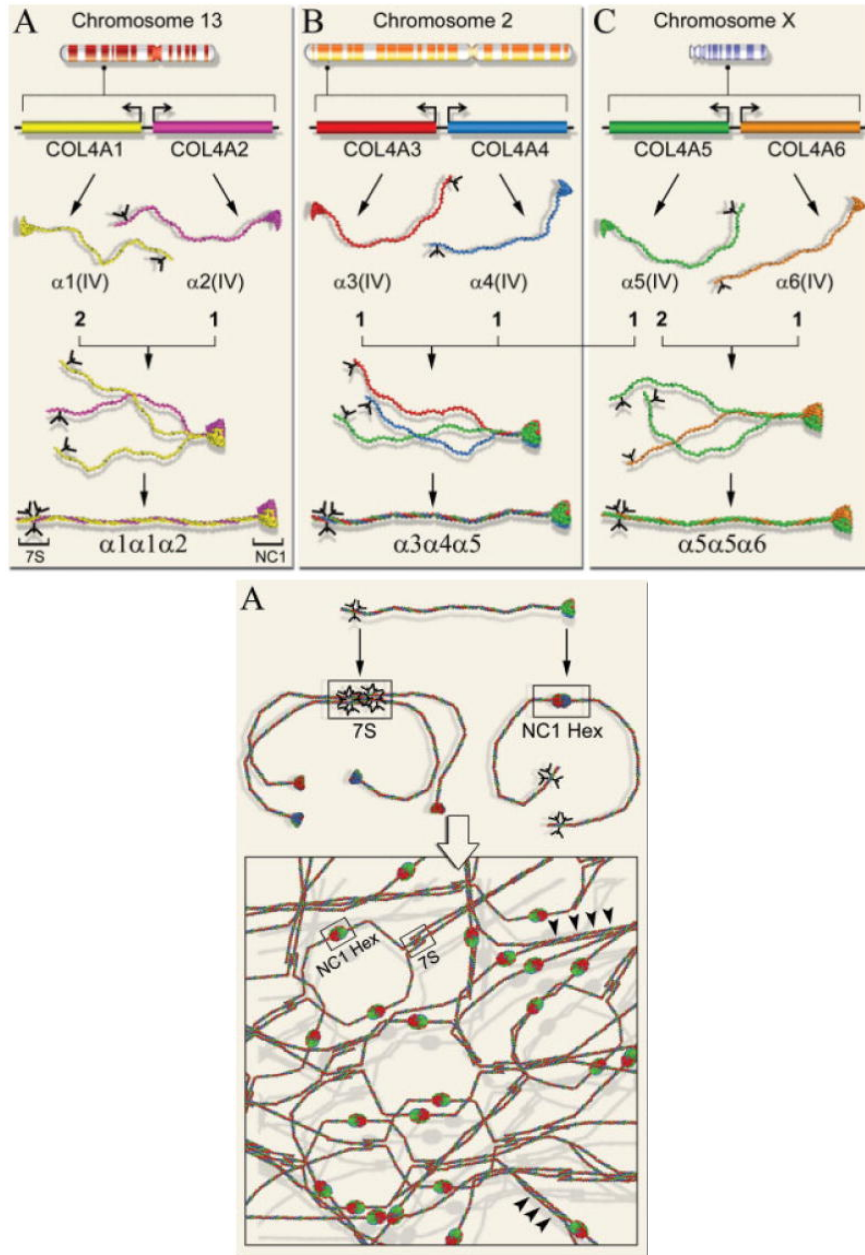 A Chromosome 13
B Chromosome 2
C Chromosome X
COL4A1 COL4A2
COL4A3 COL4A4
COL4A5 COL4A6
α1(IV) α2(IV)
α3(IV) α4(IV)
α5(IV) α6(IV)
2 1
1 1 1
2 1
7S α1α1α2 NC1
α3α4α5
α5α5α6
A
7S
NC1 Hex
NC1 Hex
7S